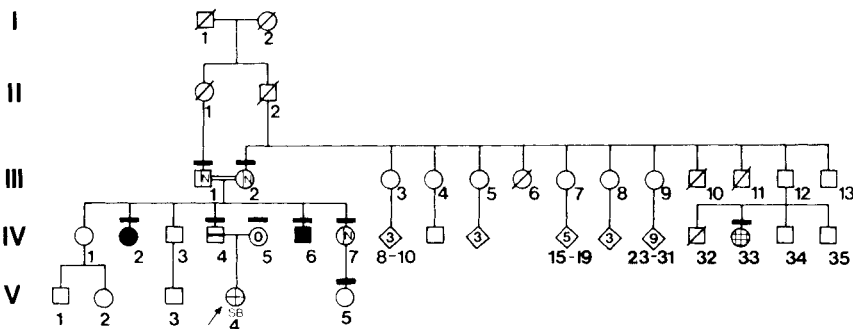 I
1 2
II
1 2
III
N N
1 2 3 4 5 6 7 8 9 10 11 12 13
IV
O N 3 3 5 3 9
1 2 3 4 5 6 7 8-10 15-19 23-31 32 33 34 35
V
1 2 3 SB 4 5